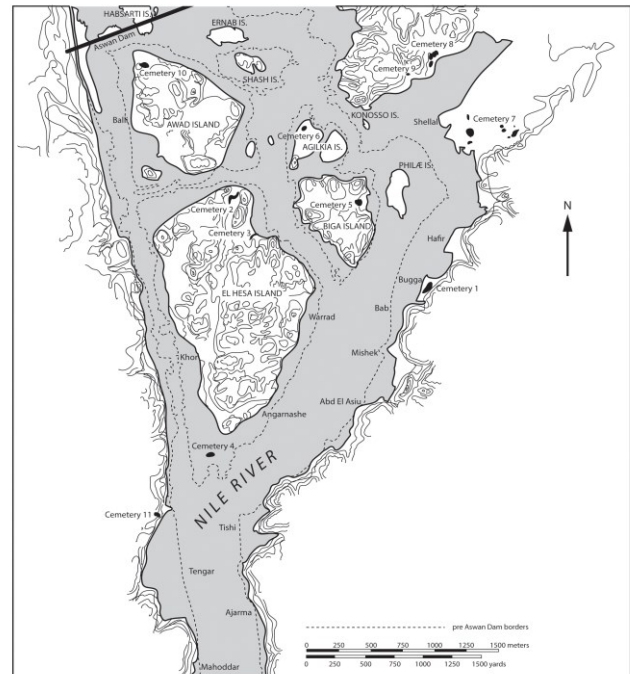 HABSARTI IS.
ERNAB IS.
Aswan Dam
Cemetery 8
Cemetery 10
Cemetery 9
SHASH IS.
KONOSSO IS.
Cemetery 7
Balli
Shellal
AWAD ISLAND
Cemetery 6
AGILKIA IS.
PHILÆ IS.
N
Cemetery 2
Cemetery 5
Cemetery 3
BIGA ISLAND
Hafir
Bugga
Cemetery 1
EL HESA ISLAND
Bab
Warrad
Mishek
Khor
Abd El Asiu
Angamashe
Cemetery 4
NILE RIVER
Cemetery 11
Tishi
Tengar
Ajarma
pre Aswan Dam borders
0 250 500 750 1000 1250 1500 meters
0 250 500 750 1000 1250 1500 yards
Mahoddar